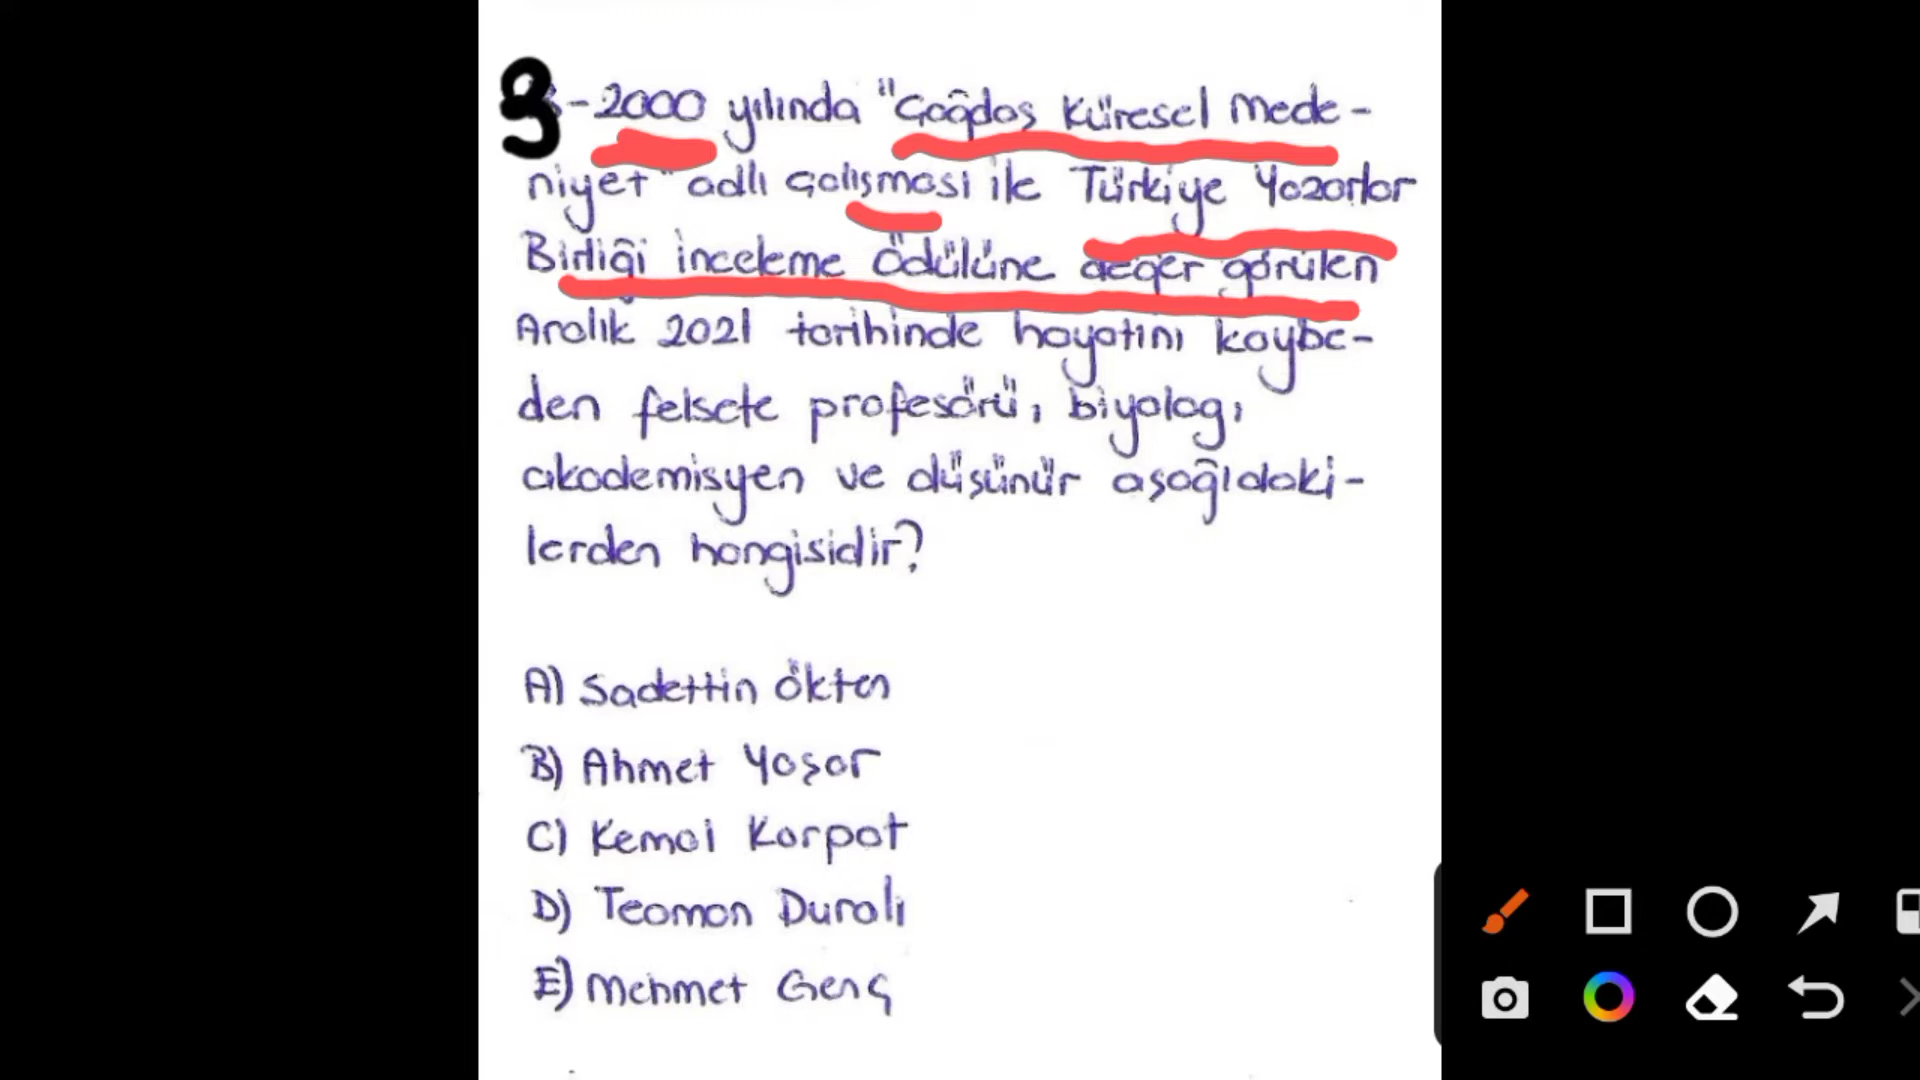 3-2000 yılında "Çağdaş Küresel Mede-
niyet" adlı çalışması ile Türkiye Yazarlar
Birliği İnceleme Ödülüne değer görülen
Aralık 2021 tarihinde hayatını kaybe-
den felsefe profesörü, biyolog,
akademisyen ve düşünür aşağıdaki-
lerden hangisidir?
A) Sadettin Ökten
B) Ahmet Yaşar
C) Kemal Karpat
D) Teoman Duralı
E) Mehmet Genç